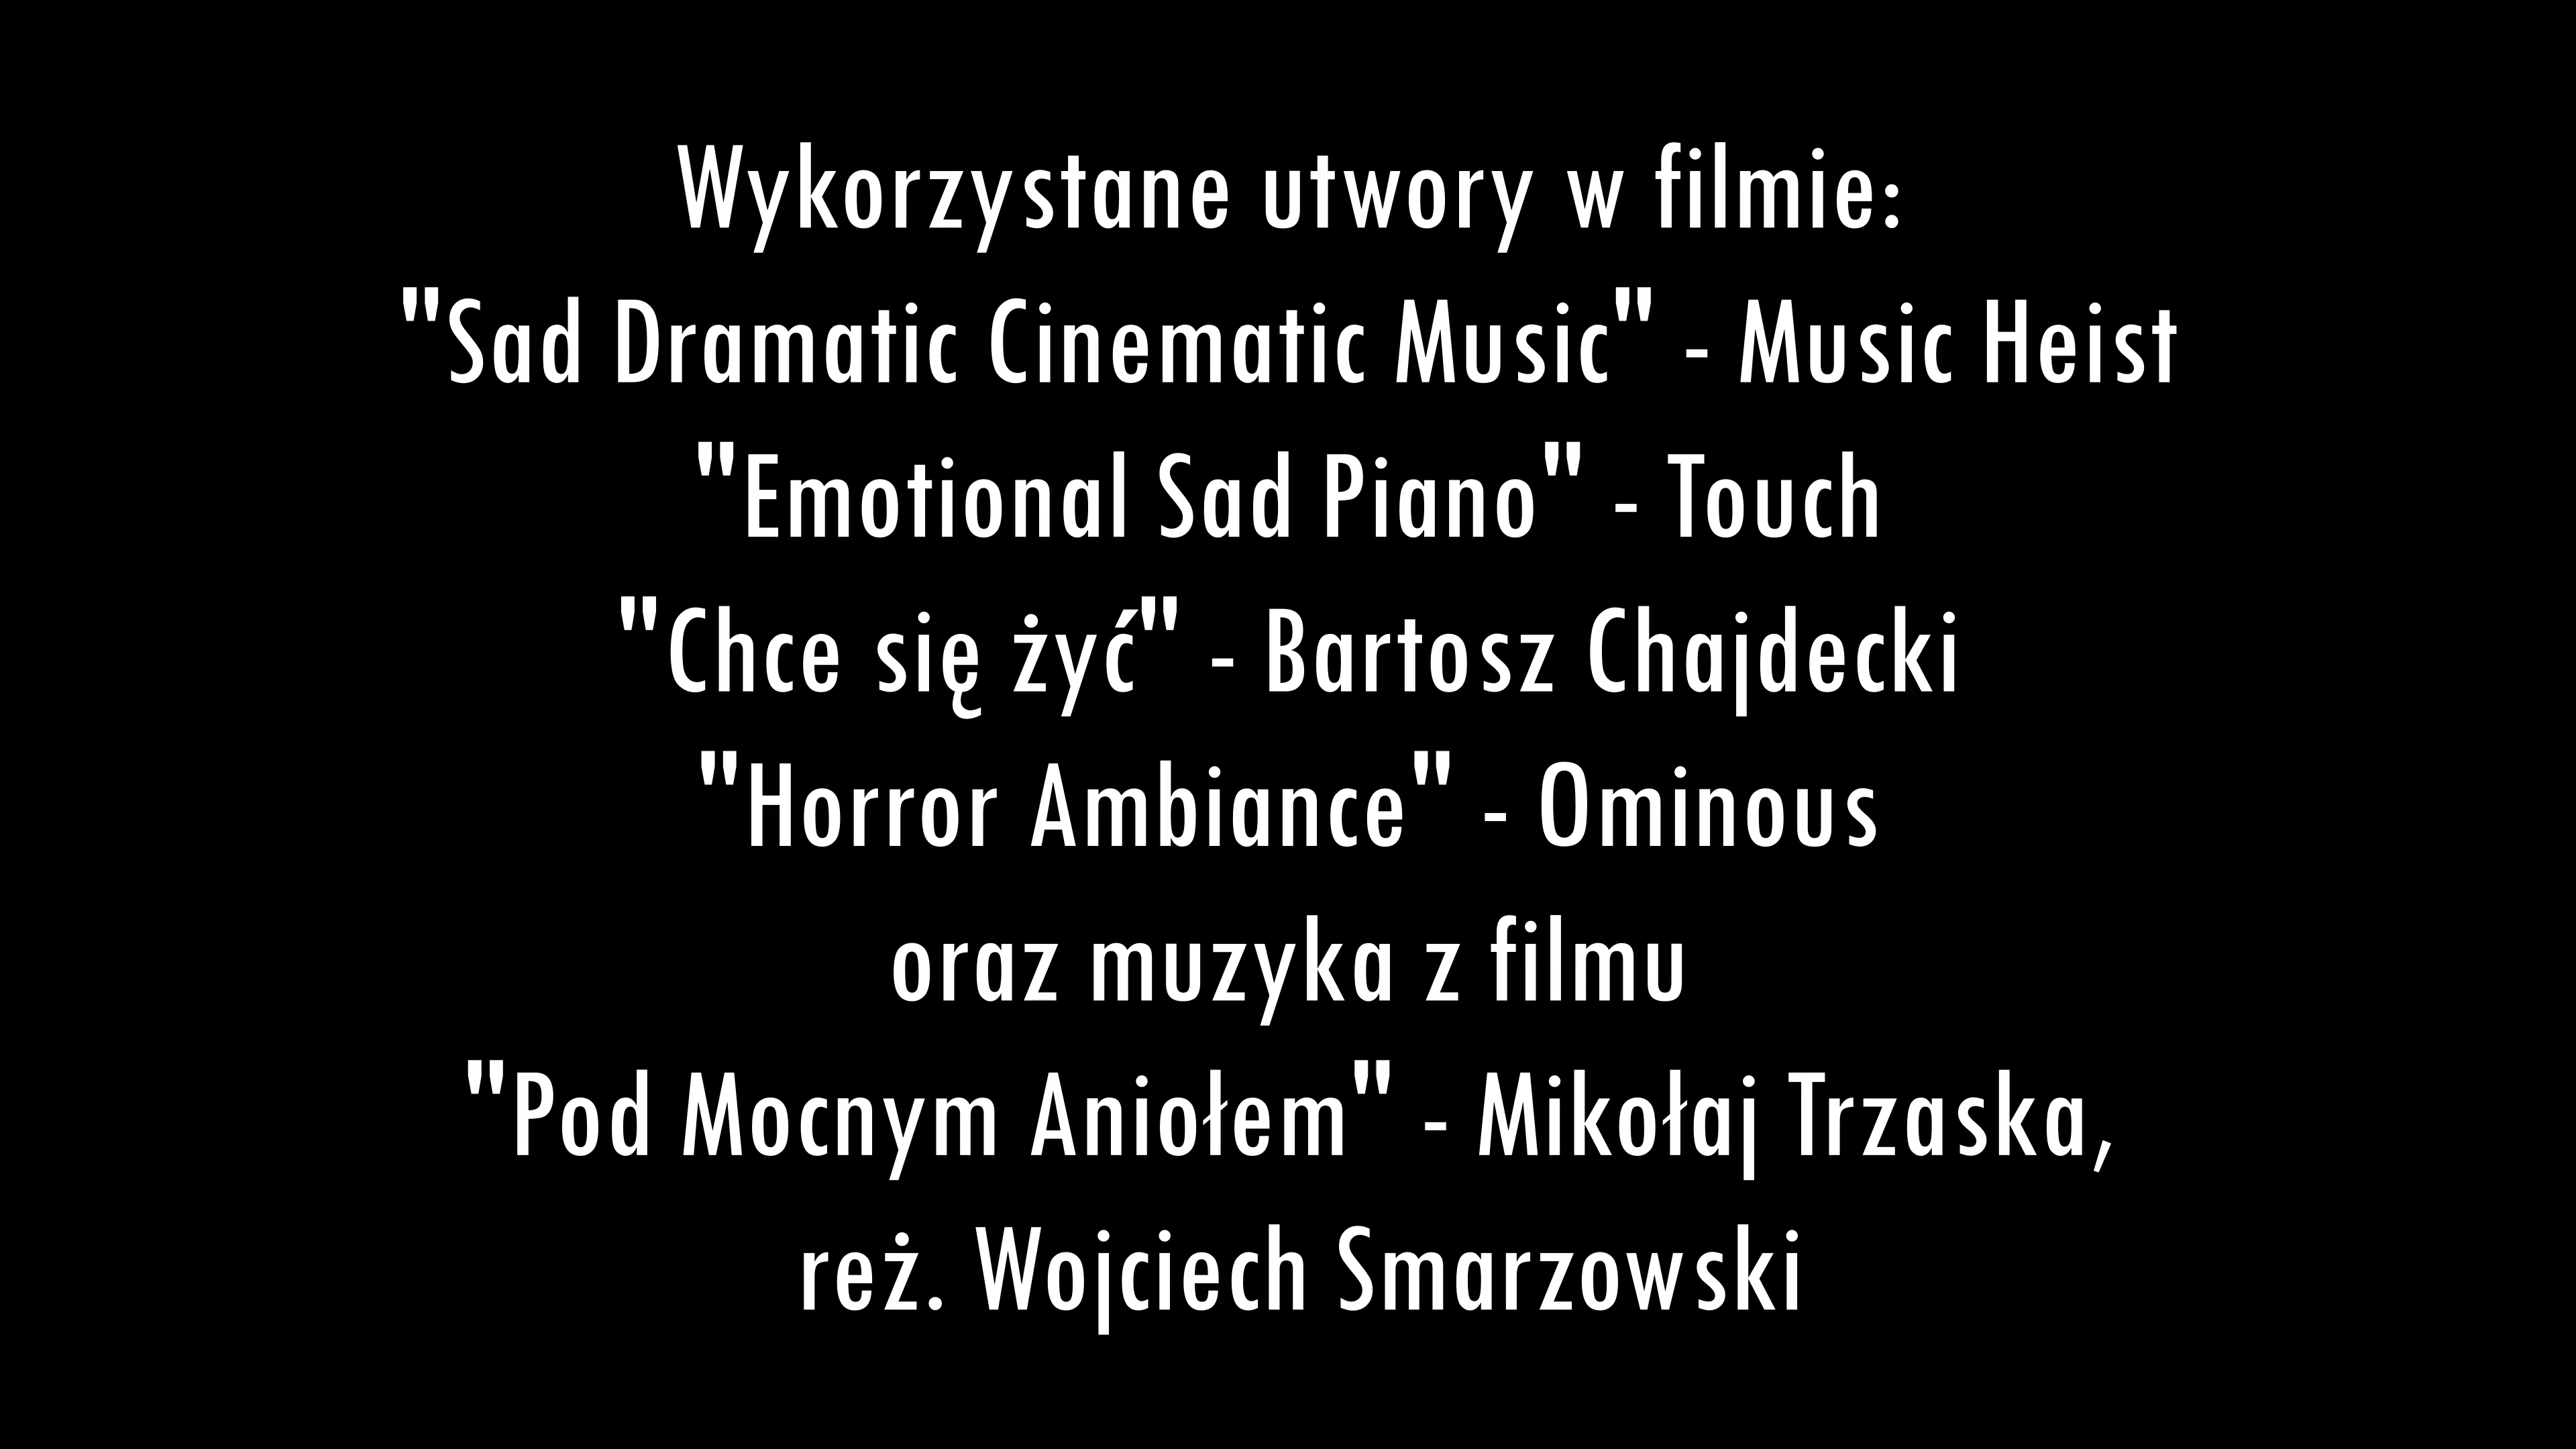 Wykorzystane utwory w filmie:
"Sad Dramatic Cinematic Music" - Music Heist
"Emotional Sad Piano" - Touch
"Chce się żyć" - Bartosz Chajdecki
"Horror Ambiance" - Ominous
oraz muzyka z filmu
"Pod Mocnym Aniołem" - Mikołaj Trzaska,
reż. Wojciech Smarzowski